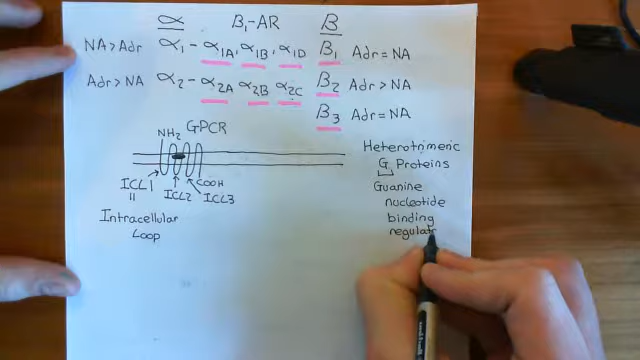 α β₁-AR β
NA>Adr α₁ - α₁A, α₁B, α₁D β₁ Adr = NA
Adr > NA α₂ - α₂A α₂B α₂C β₂ Adr > NA
β₃ Adr = NA
NH₂ GPCR
Heterotrimeric
G Proteins
ICL1 ICL2 COOH ICL3
Guanine
nucleotide
binding
regulat
||
Intracellular
Loop